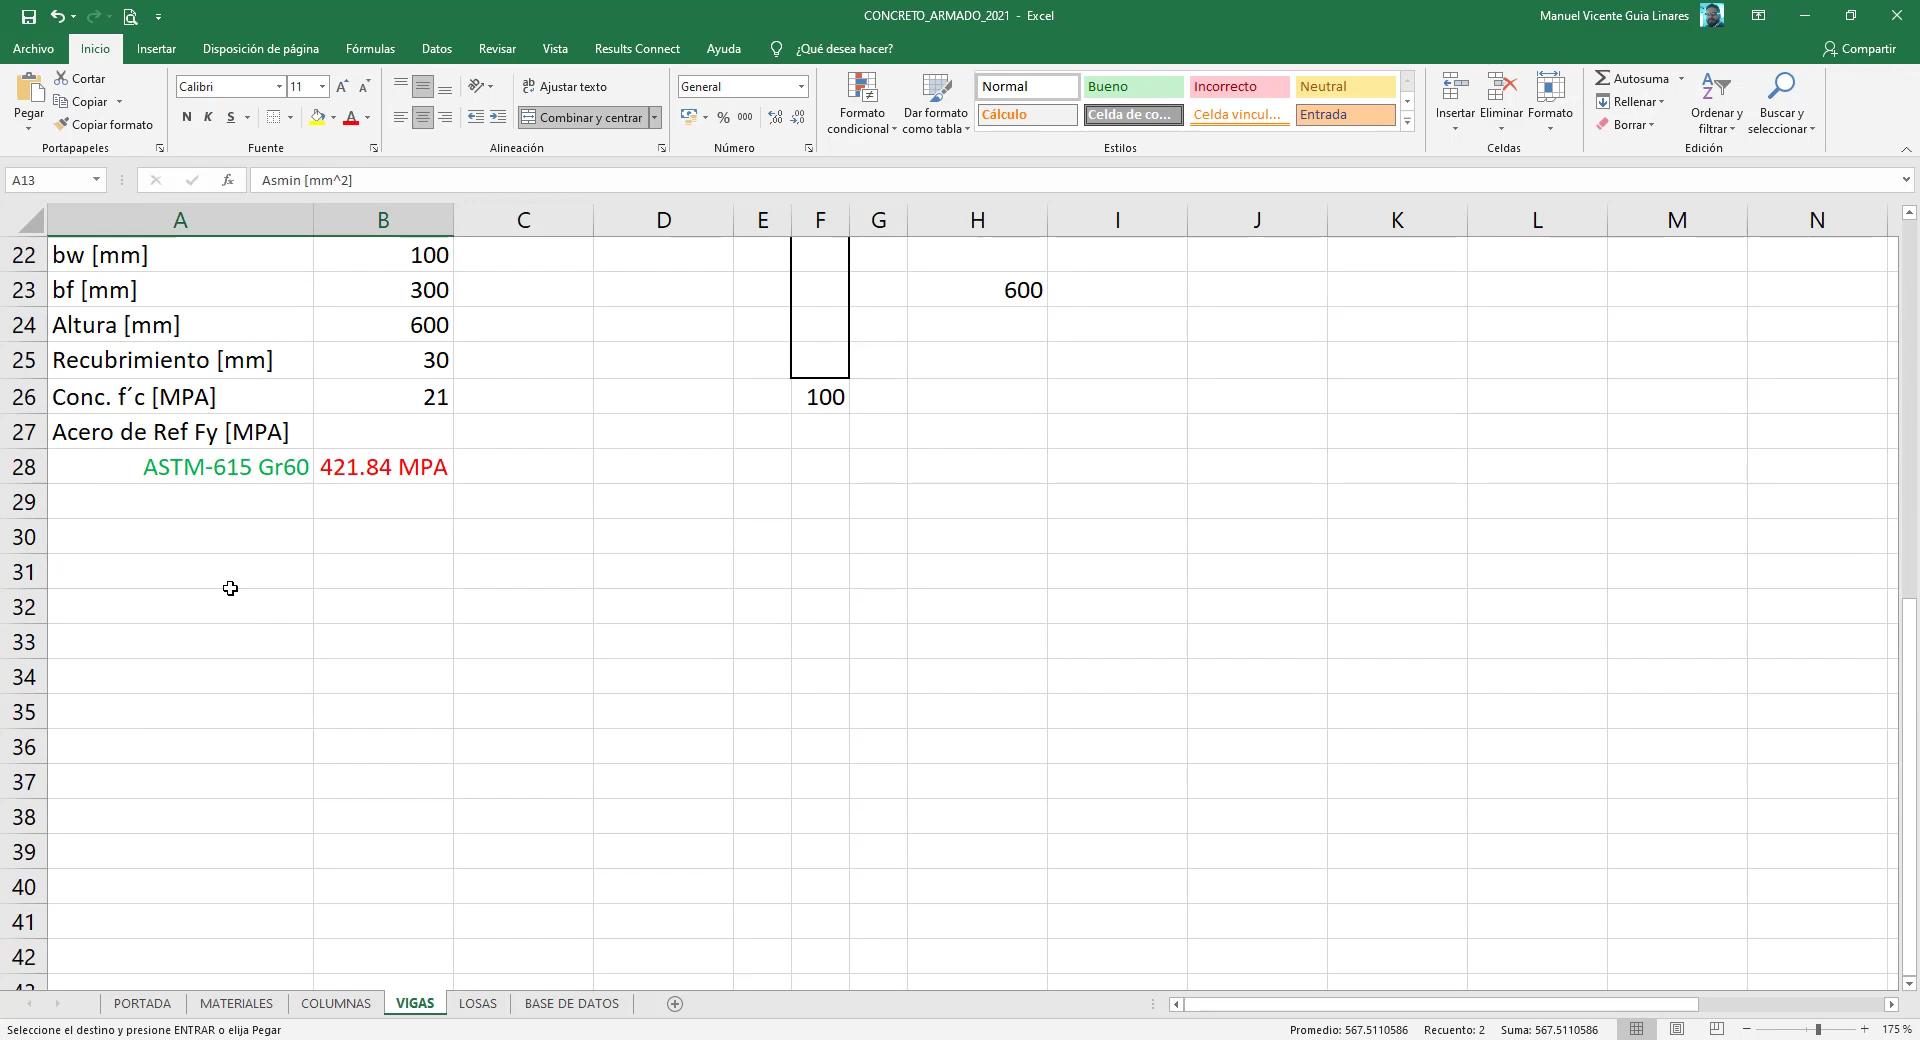 CONCRETO_ARMADO_2021 - Excel
Manuel Vicente Guia Linares
Archivo Inicio Insertar Disposición de página Fórmulas Datos Revisar Vista Results Connect Ayuda ¿Qué desea hacer? Compartir
Pegar
Cortar
Copiar
Copiar formato
Portapapeles
Calibri 11
N K S
Fuente
Ajustar texto
Combinar y centrar
Alineación
General
% 000
Número
Formato condicional
Dar formato como tabla
Normal Bueno Incorrecto Neutral
Cálculo Celda de co... Celda vincul... Entrada
Estilos
Insertar Eliminar Formato
Celdas
Autosuma
Rellenar
Borrar
Ordenar y filtrar
Buscar y seleccionar
Edición
A13 fx Asmin [mm^2]
A B C D E F G H I J K L M N
22 bw [mm] 100
23 bf [mm] 300 600
24 Altura [mm] 600
25 Recubrimiento [mm] 30
26 Conc. f´c [MPA] 21 100
27 Acero de Ref Fy [MPA]
28 ASTM-615 Gr60 421.84 MPA
29
30
31
32
33
34
35
36
37
38
39
40
41
42
43
PORTADA MATERIALES COLUMNAS VIGAS LOSAS BASE DE DATOS
Seleccione el destino y presione ENTRAR o elija Pegar Promedio: 567.5110586 Recuento: 2 Suma: 567.5110586 175 %